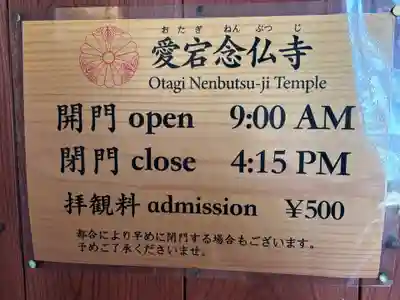 おたぎ ねん ぶつ じ
愛宕念仏寺
Otagi Nenbutsu-ji Temple
開門 open 9:00 AM
閉門 close 4:15 PM
拝観料 admission ¥500
都合により早めに閉門する場合もございます。
予めご了承くださいませ。